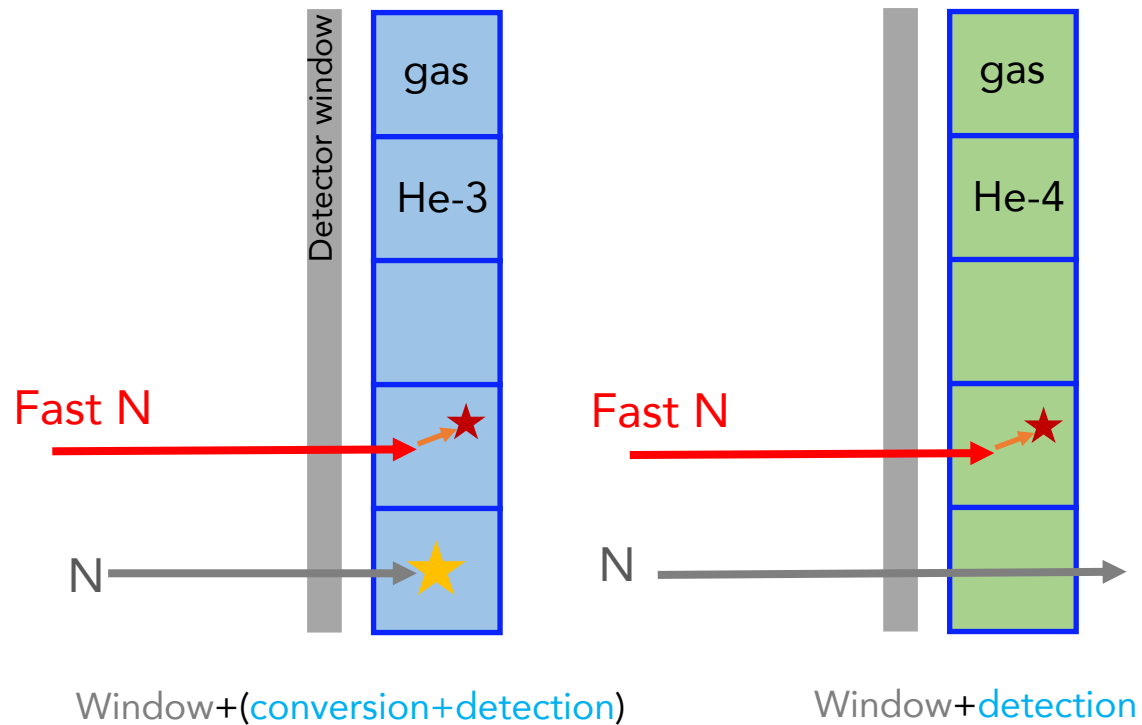 Detector window
gas
He-3
Fast N
N
Window+(conversion+detection)
gas
He-4
Fast N
N
Window+detection